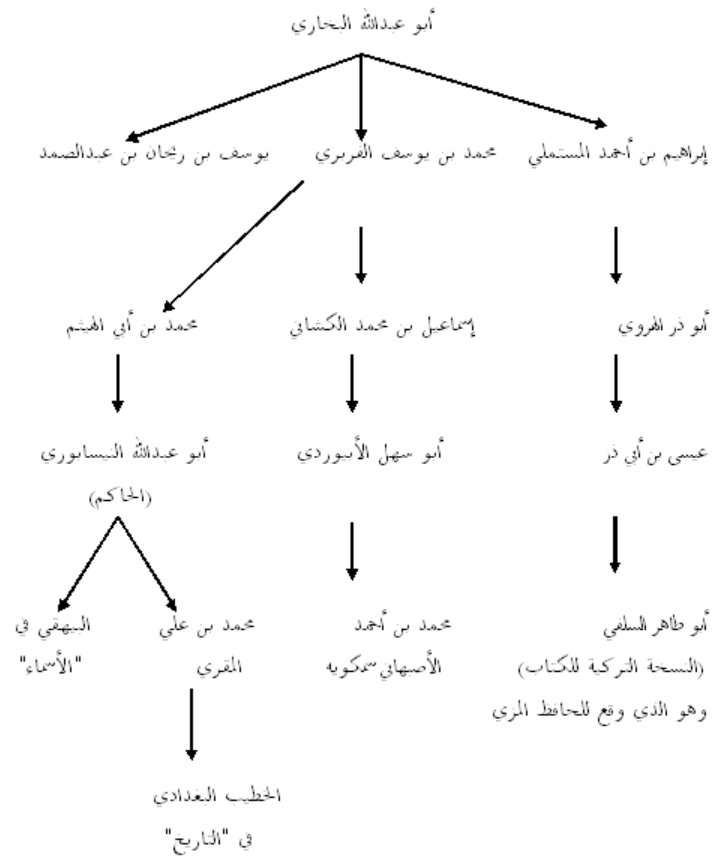 أبو عبدالله البخاري
إبراهيم بن أحمد المستملي
محمد بن يوسف الفربري
يوسف بن ريحان بن عبدالصمد
أبو ذر الهروي
إسماعيل بن محمد الكشاني
محمد بن أبي الهيثم
عيسى بن أبي ذر
أبو سهل الأبيوردي
أبو عبدالله النيسابوري
(الحاكم)
أبو طاهر السلفي
(النسخة التركية للكتاب)
وهو الذي وقع للحافظ المزي
محمد بن أحمد
الأصبهاني سمكويه
محمد بن علي
المقري
البيهقي في
"الأسماء"
الخطيب البغدادي
في "التاريخ"